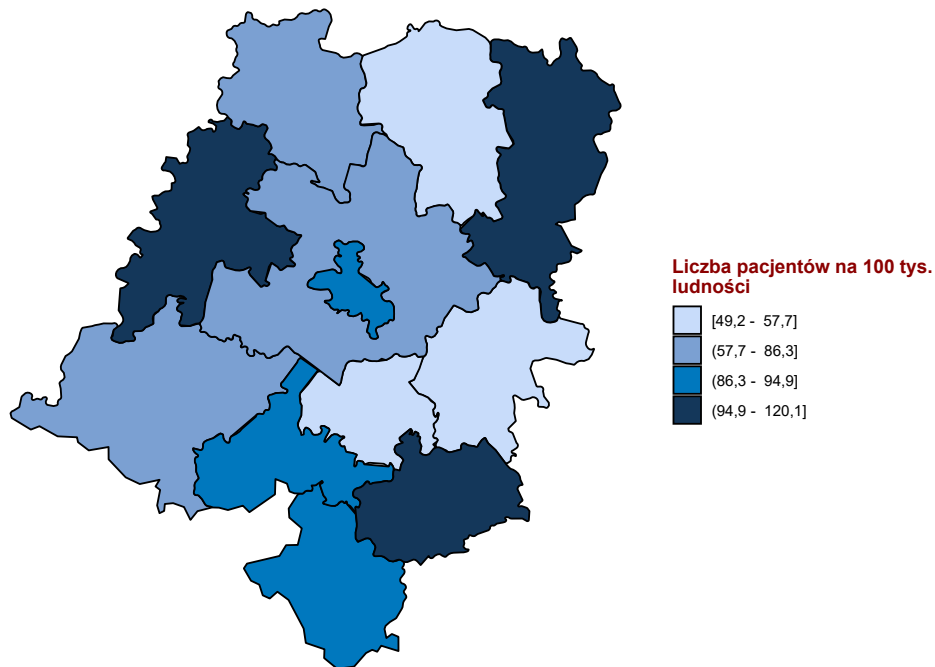 Liczba pacjentów na 100 tys.
ludności
[49,2 - 57,7]
(57,7 - 86,3]
(86,3 - 94,9]
(94,9 - 120,1]